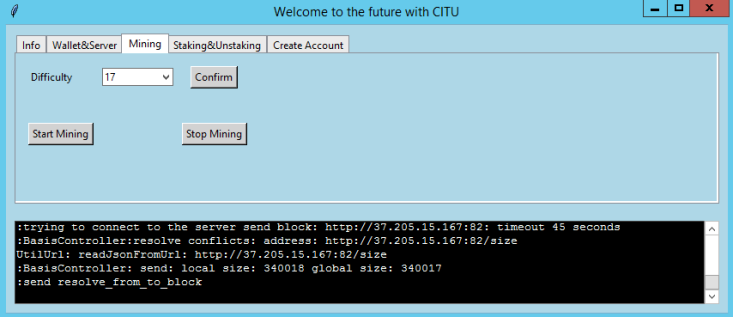 Welcome to the future with CITU
Info Wallet&Server Mining Staking&Unstaking Create Account
Difficulty 17 Confirm
Start Mining Stop Mining
:trying to connect to the server send block: http://37.205.15.167:82: timeout 45 seconds
:BasisController:resolve conflicts: address: http://37.205.15.167:82/size
UtilUrl: readJsonFromUrl: http://37.205.15.167:82/size
:BasisController: send: local size: 340018 global size: 340017
:send resolve_from_to_block